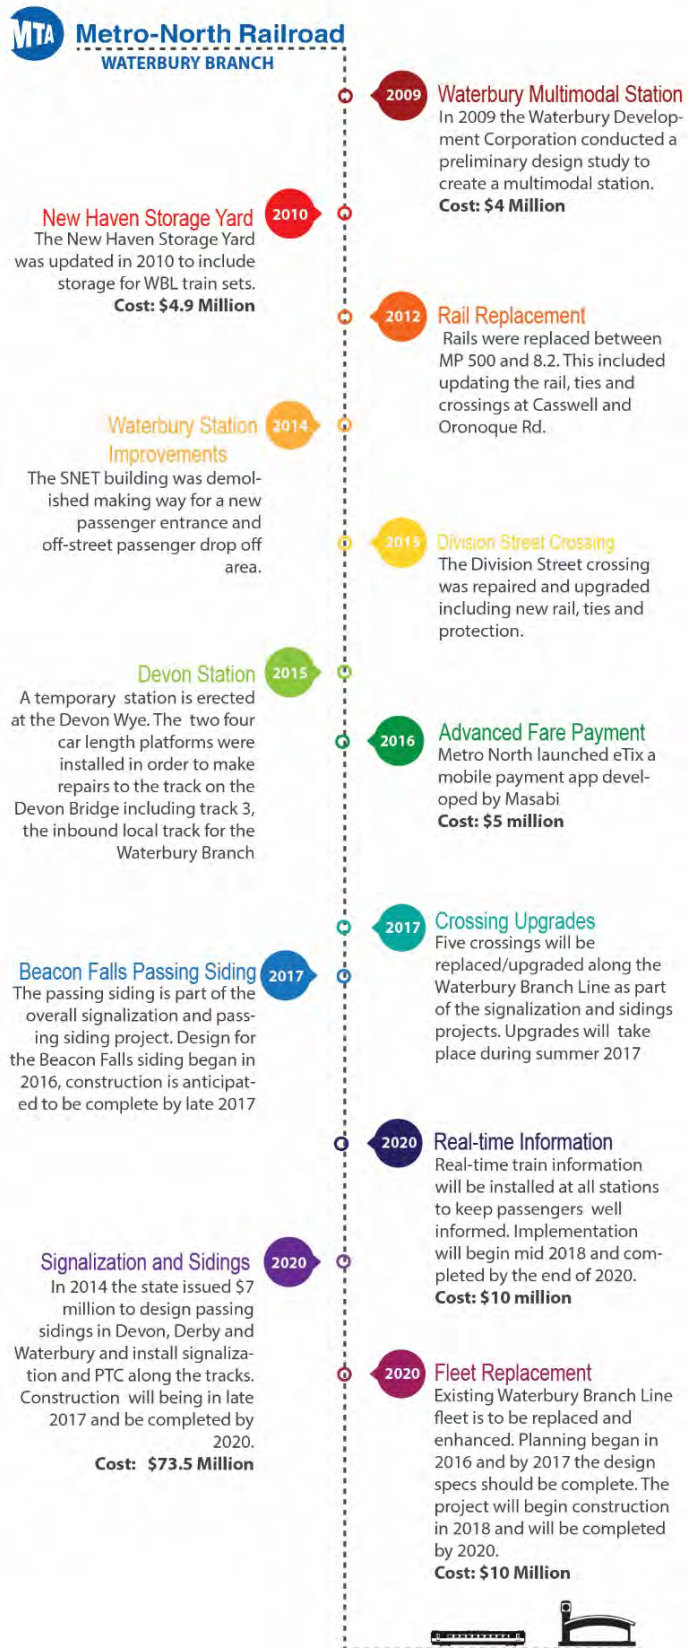 MTA Metro-North Railroad
WATERBURY BRANCH
2009 Waterbury Multimodal Station
In 2009 the Waterbury Develop-
ment Corporation conducted a
preliminary design study to
create a multimodal station.
Cost: $4 Million
New Haven Storage Yard 2010
The New Haven Storage Yard
was updated in 2010 to include
storage for WBL train sets.
Cost: $4.9 Million
2012 Rail Replacement
Rails were replaced between
MP 500 and 8.2. This included
updating the rail, ties and
crossings at Casswell and
Oronoque Rd.
Waterbury Station 2014
Improvements
The SNET building was demol-
ished making way for a new
passenger entrance and
off-street passenger drop off
area.
2015 Division Street Crossing
The Division Street crossing
was repaired and upgraded
including new rail, ties and
protection.
Devon Station 2015
A temporary station is erected
at the Devon Wye. The two four
car length platforms were
installed in order to make
repairs to the track on the
Devon Bridge including track 3,
the inbound local track for the
Waterbury Branch
2016 Advanced Fare Payment
Metro North launched eTix a
mobile payment app devel-
oped by Masabi
Cost: $5 million
2017 Crossing Upgrades
Five crossings will be
replaced/upgraded along the
Waterbury Branch Line as part
of the signalization and sidings
projects. Upgrades will take
place during summer 2017
Beacon Falls Passing Siding 2017
The passing siding is part of the
overall signalization and pass-
ing siding project. Design for
the Beacon Falls siding began in
2016, construction is anticipat-
ed to be complete by late 2017
2020 Real-time Information
Real-time train information
will be installed at all stations
to keep passengers well
informed. Implementation
will begin mid 2018 and com-
pleted by the end of 2020.
Cost: $10 million
Signalization and Sidings 2020
In 2014 the state issued $7
million to design passing
sidings in Devon, Derby and
Waterbury and install signaliza-
tion and PTC along the tracks.
Construction will being in late
2017 and be completed by
2020.
Cost: $73.5 Million
2020 Fleet Replacement
Existing Waterbury Branch Line
fleet is to be replaced and
enhanced. Planning began in
2016 and by 2017 the design
specs should be complete. The
project will begin construction
in 2018 and will be completed
by 2020.
Cost: $10 Million